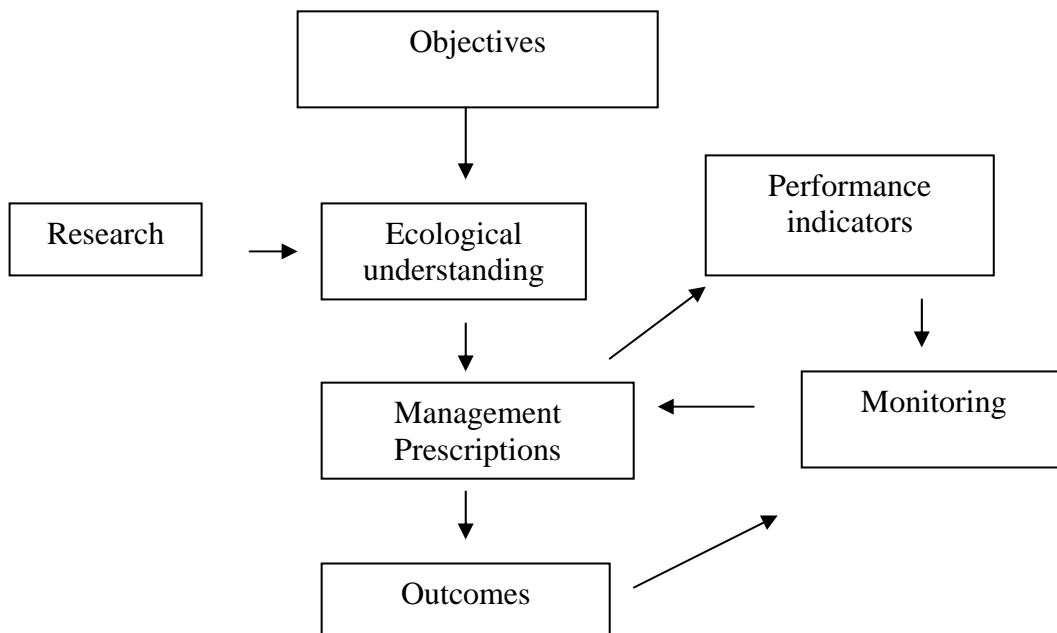 Objectives
Performance
indicators
Research
Ecological
understanding
Management
Prescriptions
Monitoring
Outcomes